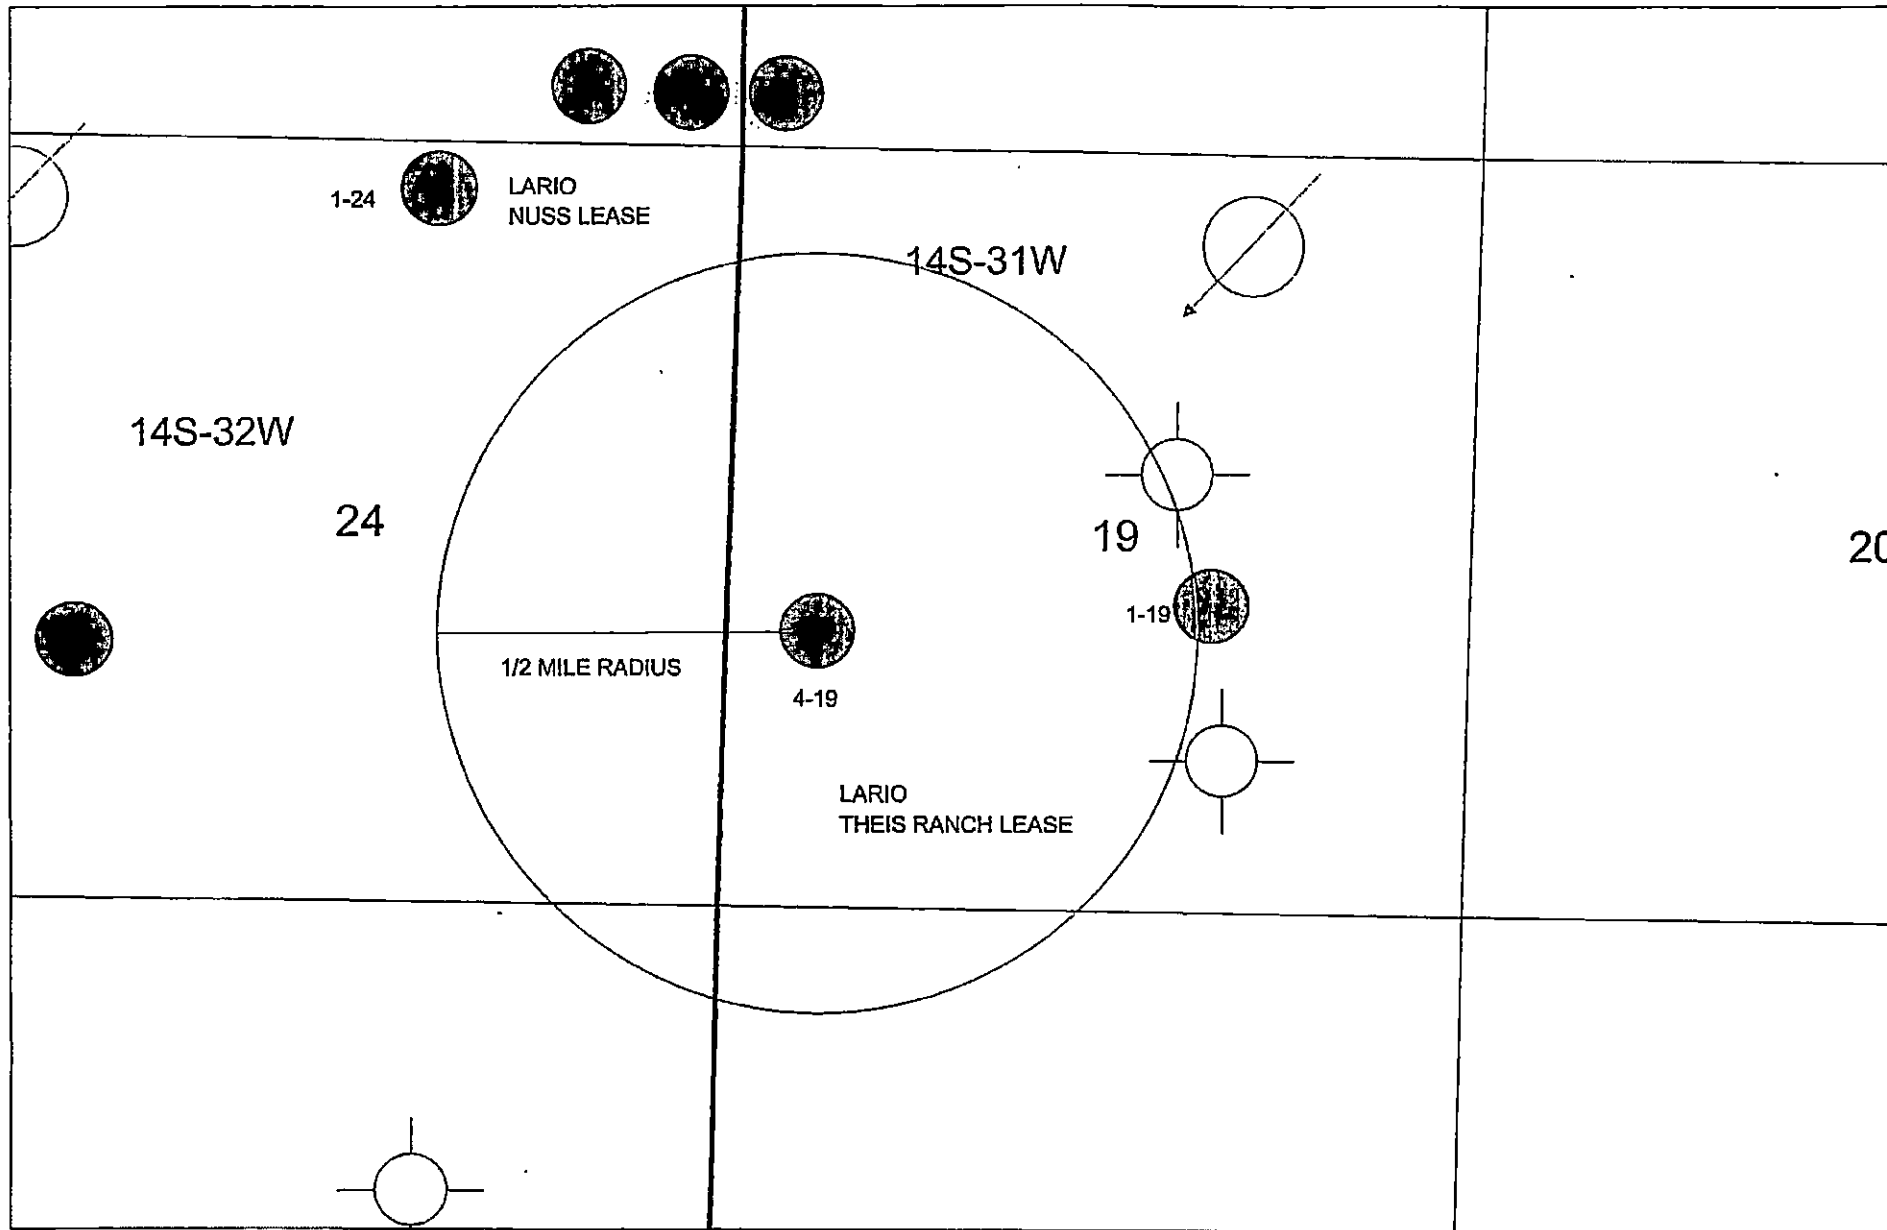 1-24
LARIO
NUSS LEASE
14S-31W
14S-32W
24
19
20
1-19
1/2 MILE RADIUS
4-19
LARIO
THEIS RANCH LEASE